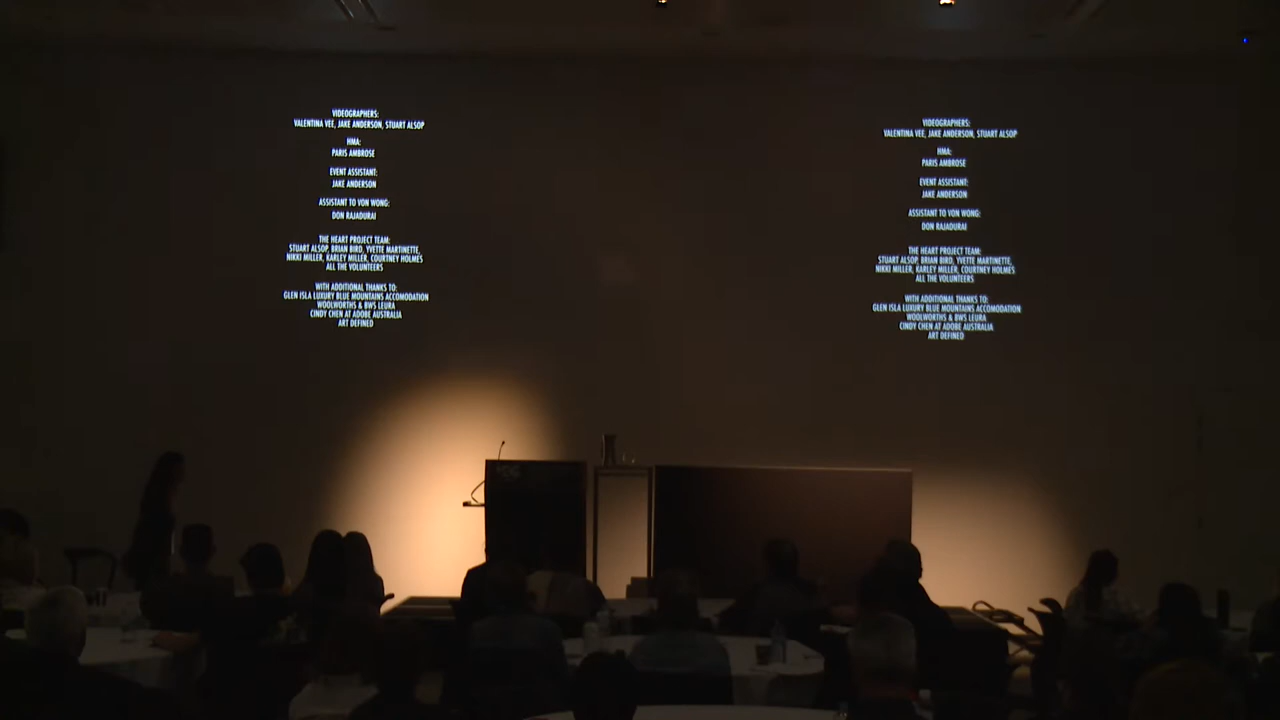 VIDEOGRAPHERS:
VALENTINA VEE, JAKE ANDERSON, STUART ALSOP
HMA:
PARIS AMBROSE
EVENT ASSISTANT:
JAKE ANDERSON
ASSISTANT TO VON WONG:
DON RAJADURAI
THE HEART PROJECT TEAM:
STUART ALSOP, BRIAN BIRD, YVETTE MARTINETTE,
NIKKI MILLER, KARLEY MILLER, COURTNEY HOLMES
ALL THE VOLUNTEERS
WITH ADDITIONAL THANKS TO:
GLEN ISLA LUXURY BLUE MOUNTAINS ACCOMODATION
WOOLWORTHS & BWS LEURA
CINDY CHEN AT ADOBE AUSTRALIA
ART DEFINED
VIDEOGRAPHERS:
VALENTINA VEE, JAKE ANDERSON, STUART ALSOP
HMA:
PARIS AMBROSE
EVENT ASSISTANT:
JAKE ANDERSON
ASSISTANT TO VON WONG:
DON RAJADURAI
THE HEART PROJECT TEAM:
STUART ALSOP, BRIAN BIRD, YVETTE MARTINETTE,
NIKKI MILLER, KARLEY MILLER, COURTNEY HOLMES
ALL THE VOLUNTEERS
WITH ADDITIONAL THANKS TO:
GLEN ISLA LUXURY BLUE MOUNTAINS ACCOMODATION
WOOLWORTHS & BWS LEURA
CINDY CHEN AT ADOBE AUSTRALIA
ART DEFINED